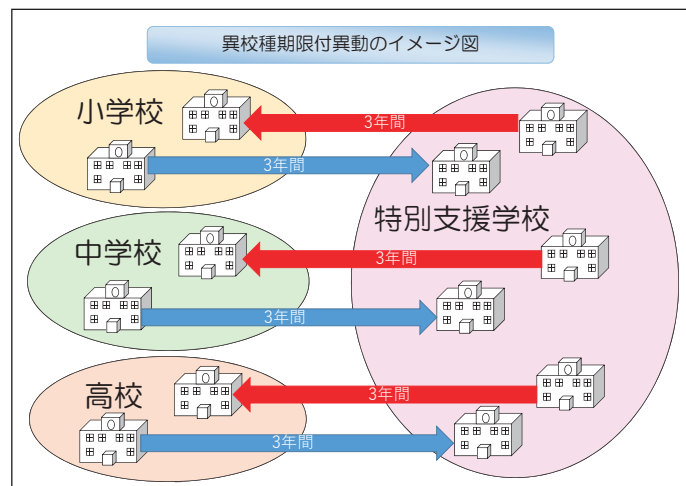 異校種期限付異動のイメージ図
小学校
3年間
3年間
特別支援学校
中学校
3年間
3年間
高校
3年間
3年間